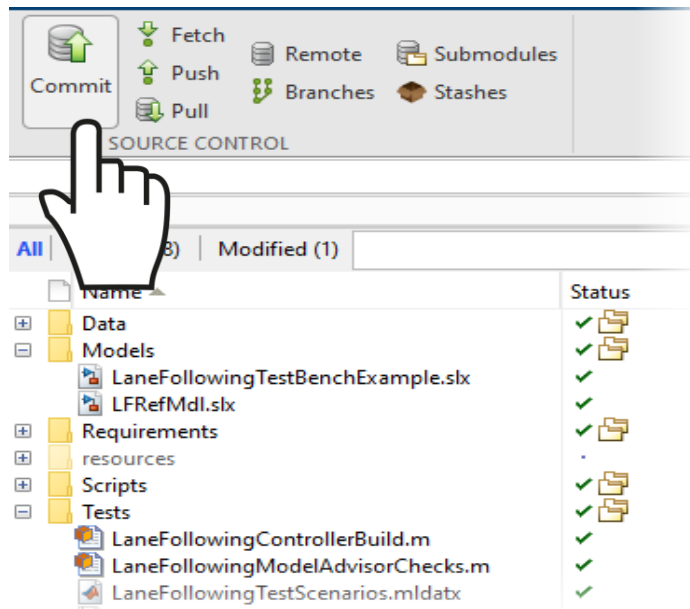 Fetch
Remote
Submodules
Commit
Push
Branches
Stashes
Pull
SOURCE CONTROL
All | 3) | Modified (1)
Name Status
Data
Models
LaneFollowingTestBenchExample.slx
LFRefMdl.slx
Requirements
resources
Scripts
Tests
LaneFollowingControllerBuild.m
LaneFollowingModelAdvisorChecks.m
LaneFollowingTestScenarios.mldatx